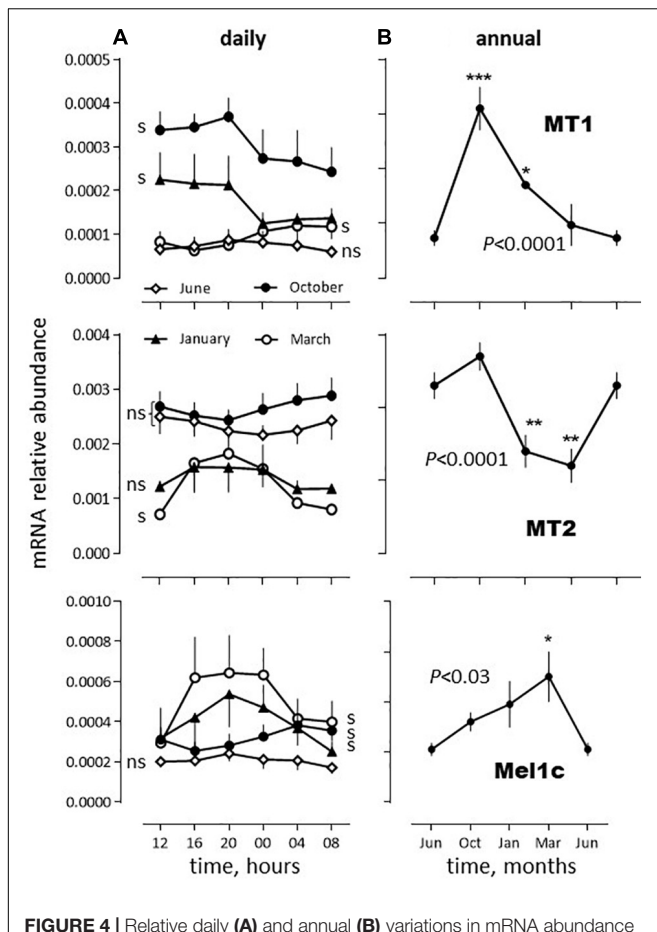 A daily B annual
0.0005
0.0004
0.0003
0.0002
0.0001
0.0000
s
s
s
ns
June October
***
*
MT1
P<0.0001
mRNA relative abundance
0.004
0.003
0.002
0.001
0.000
January March
ns
ns
s
**
**
P<0.0001
MT2
0.0010
0.0008
0.0006
0.0004
0.0002
0.0000
ns
s
s
s
12 16 20 00 04 08
time, hours
*
P<0.03
Mel1c
Jun Oct Jan Mar Jun
time, months
FIGURE 4 | Relative daily (A) and annual (B) variations in mRNA abundance